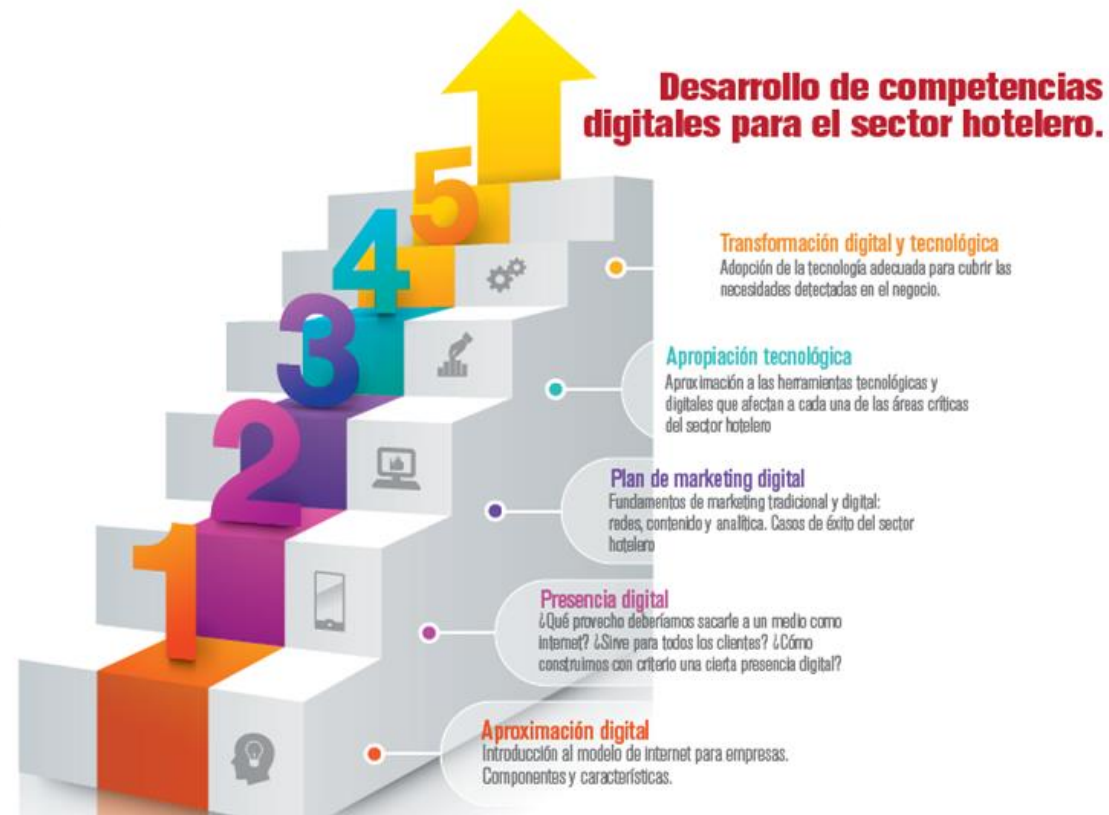 Desarrollo de competencias
digitales para el sector hotelero.
5
Transformación digital y tecnológica
Adopción de la tecnología adecuada para cubrir las
necesidades detectadas en el negocio.
4
Apropiación tecnológica
Aproximación a las herramientas tecnológicas y
digitales que afectan a cada una de las áreas críticas
del sector hotelero
3
Plan de marketing digital
Fundamentos de marketing tradicional y digital:
redes, contenido y analítica. Casos de éxito del sector
hotelero
2
Presencia digital
¿Qué provecho deberíamos sacarle a un medio como
internet? ¿Sirve para todos los clientes? ¿Cómo
construimos con criterio una cierta presencia digital?
1
Aproximación digital
Introducción al modelo de internet para empresas.
Componentes y características.